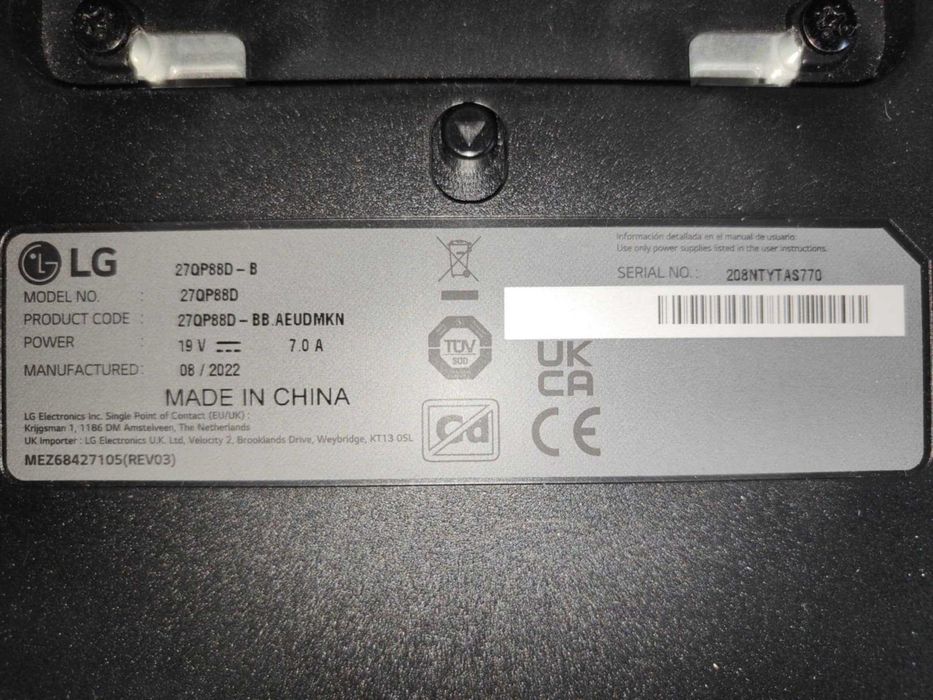 LG
27QP88D - B
MODEL NO. : 27QP88D
PRODUCT CODE : 27QP88D - BB.AEUDMKN
POWER : 19 V 7.0 A
MANUFACTURED : 08 / 2022
MADE IN CHINA
LG Electronics Inc. Single Point of Contact (EU/UK) :
Krijgsman 1, 1186 DM Amstelveen, The Netherlands
UK Importer : LG Electronics U.K. Ltd, Velocity 2, Brooklands Drive, Weybridge, KT13 0SL
MEZ68427105(REV03)
TÜV
SÜD
Cd
Información detallada en el manual de usuario.
Use only power supplies listed in the user instructions.
SERIAL NO. : 208NTYTAS770
UK
CA
CE